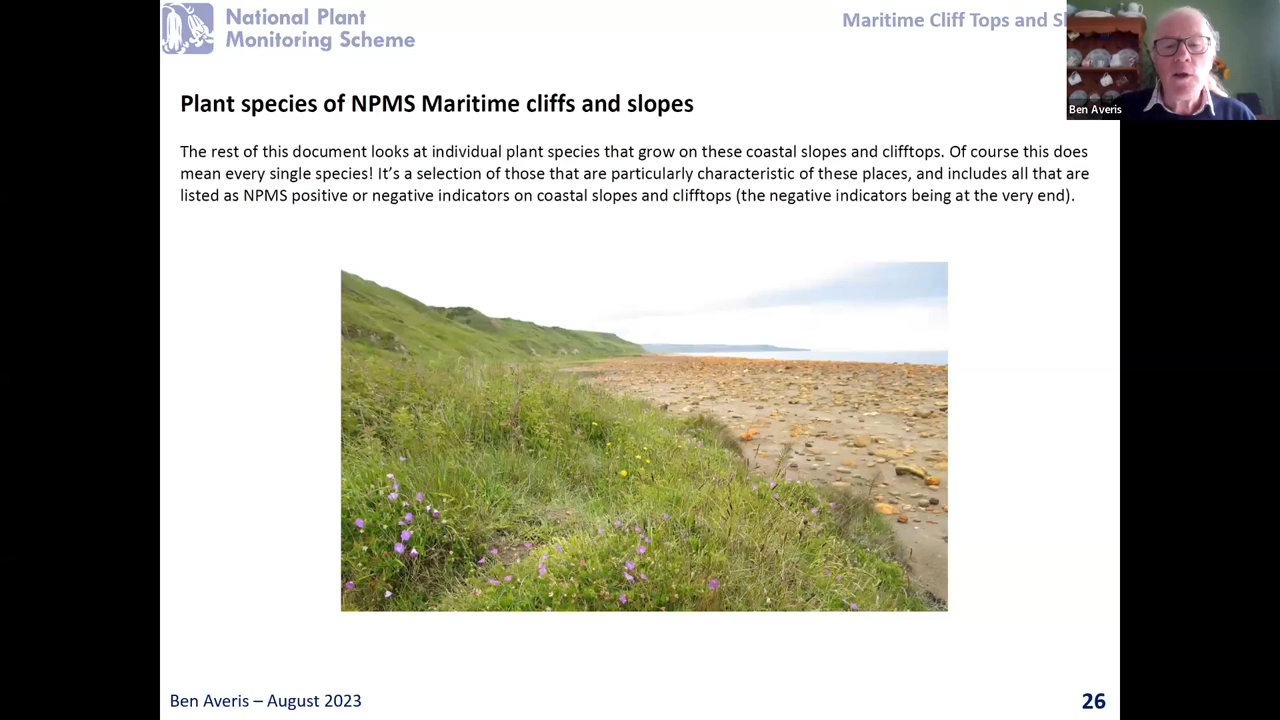 National Plant
Monitoring Scheme
Maritime Cliff Tops and
Ben Averis
Plant species of NPMS Maritime cliffs and slopes
The rest of this document looks at individual plant species that grow on these coastal slopes and clifftops. Of course this does
mean every single species! It's a selection of those that are particularly characteristic of these places, and includes all that are
listed as NPMS positive or negative indicators on coastal slopes and clifftops (the negative indicators being at the very end).
Ben Averis – August 2023
26